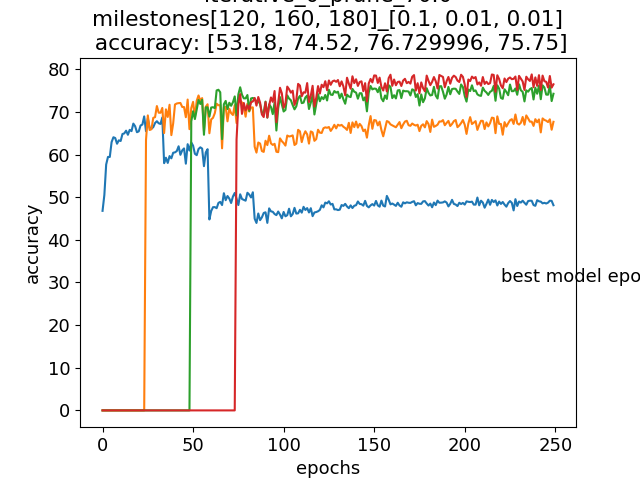 milestones[120, 160, 180]_[0.1, 0.01, 0.01]
accuracy: [53.18, 74.52, 76.729996, 75.75]
80
70
60
50
40
30
20
10
0
accuracy
best model epo
0 50 100 150 200 250
epochs